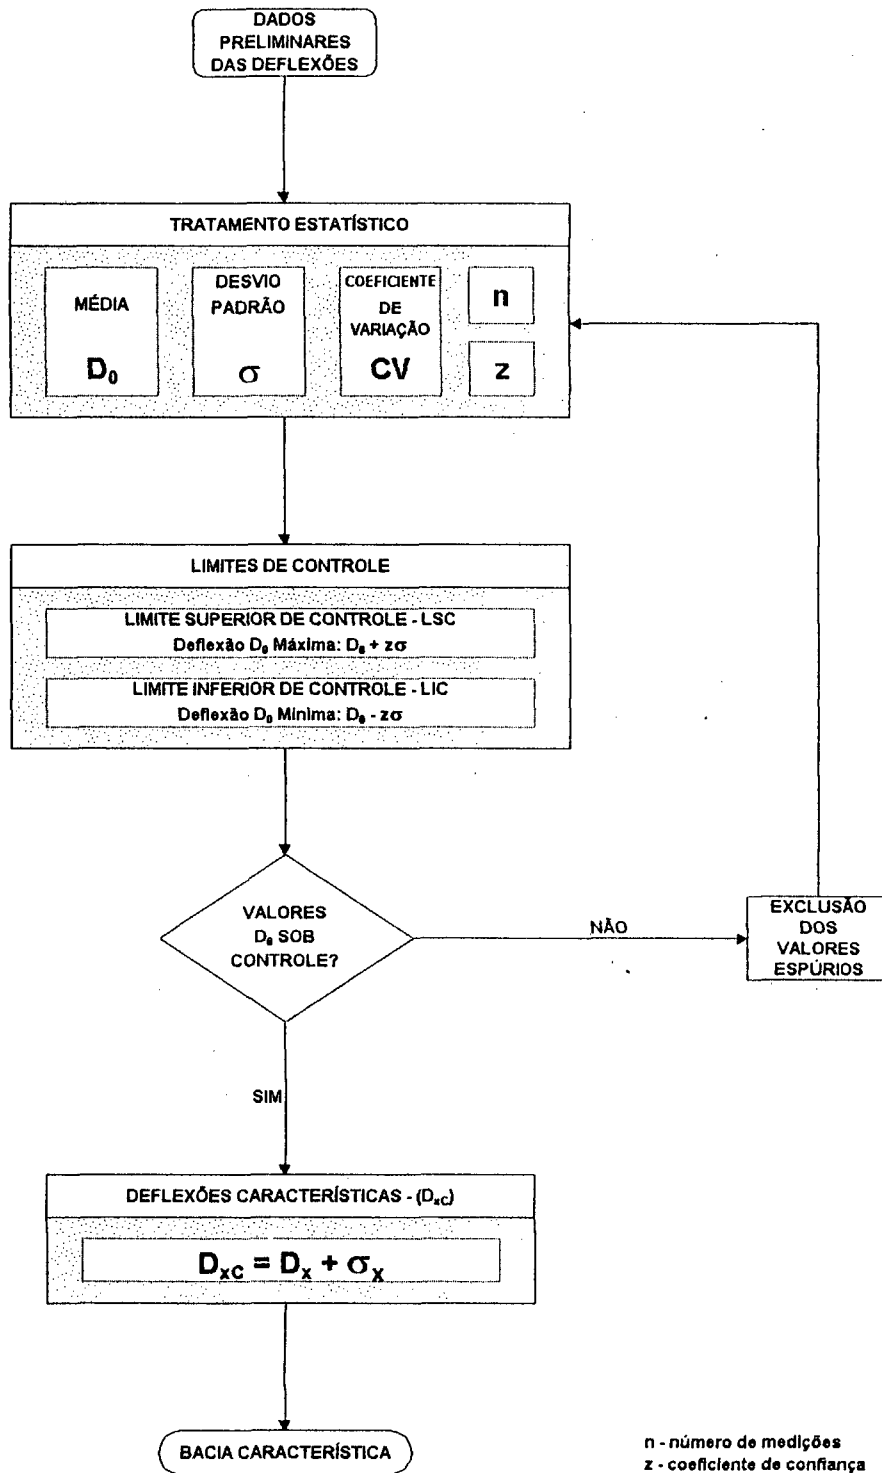 DADOS
PRELIMINARES
DAS DEFLEXÕES
TRATAMENTO ESTATÍSTICO
MÉDIA
D₀
DESVIO
PADRÃO
σ
COEFICIENTE
DE
VARIAÇÃO
CV
n
z
LIMITES DE CONTROLE
LIMITE SUPERIOR DE CONTROLE - LSC
Deflexão D₀ Máxima: D₀ + zσ
LIMITE INFERIOR DE CONTROLE - LIC
Deflexão D₀ Mínima: D₀ - zσ
VALORES
D₀ SOB
CONTROLE?
NÃO
EXCLUSÃO
DOS
VALORES
ESPÚRIOS
SIM
DEFLEXÕES CARACTERÍSTICAS - (DxC)
DxC = Dx + σx
BACIA CARACTERÍSTICA
n - número de medições
z - coeficiente de confiança